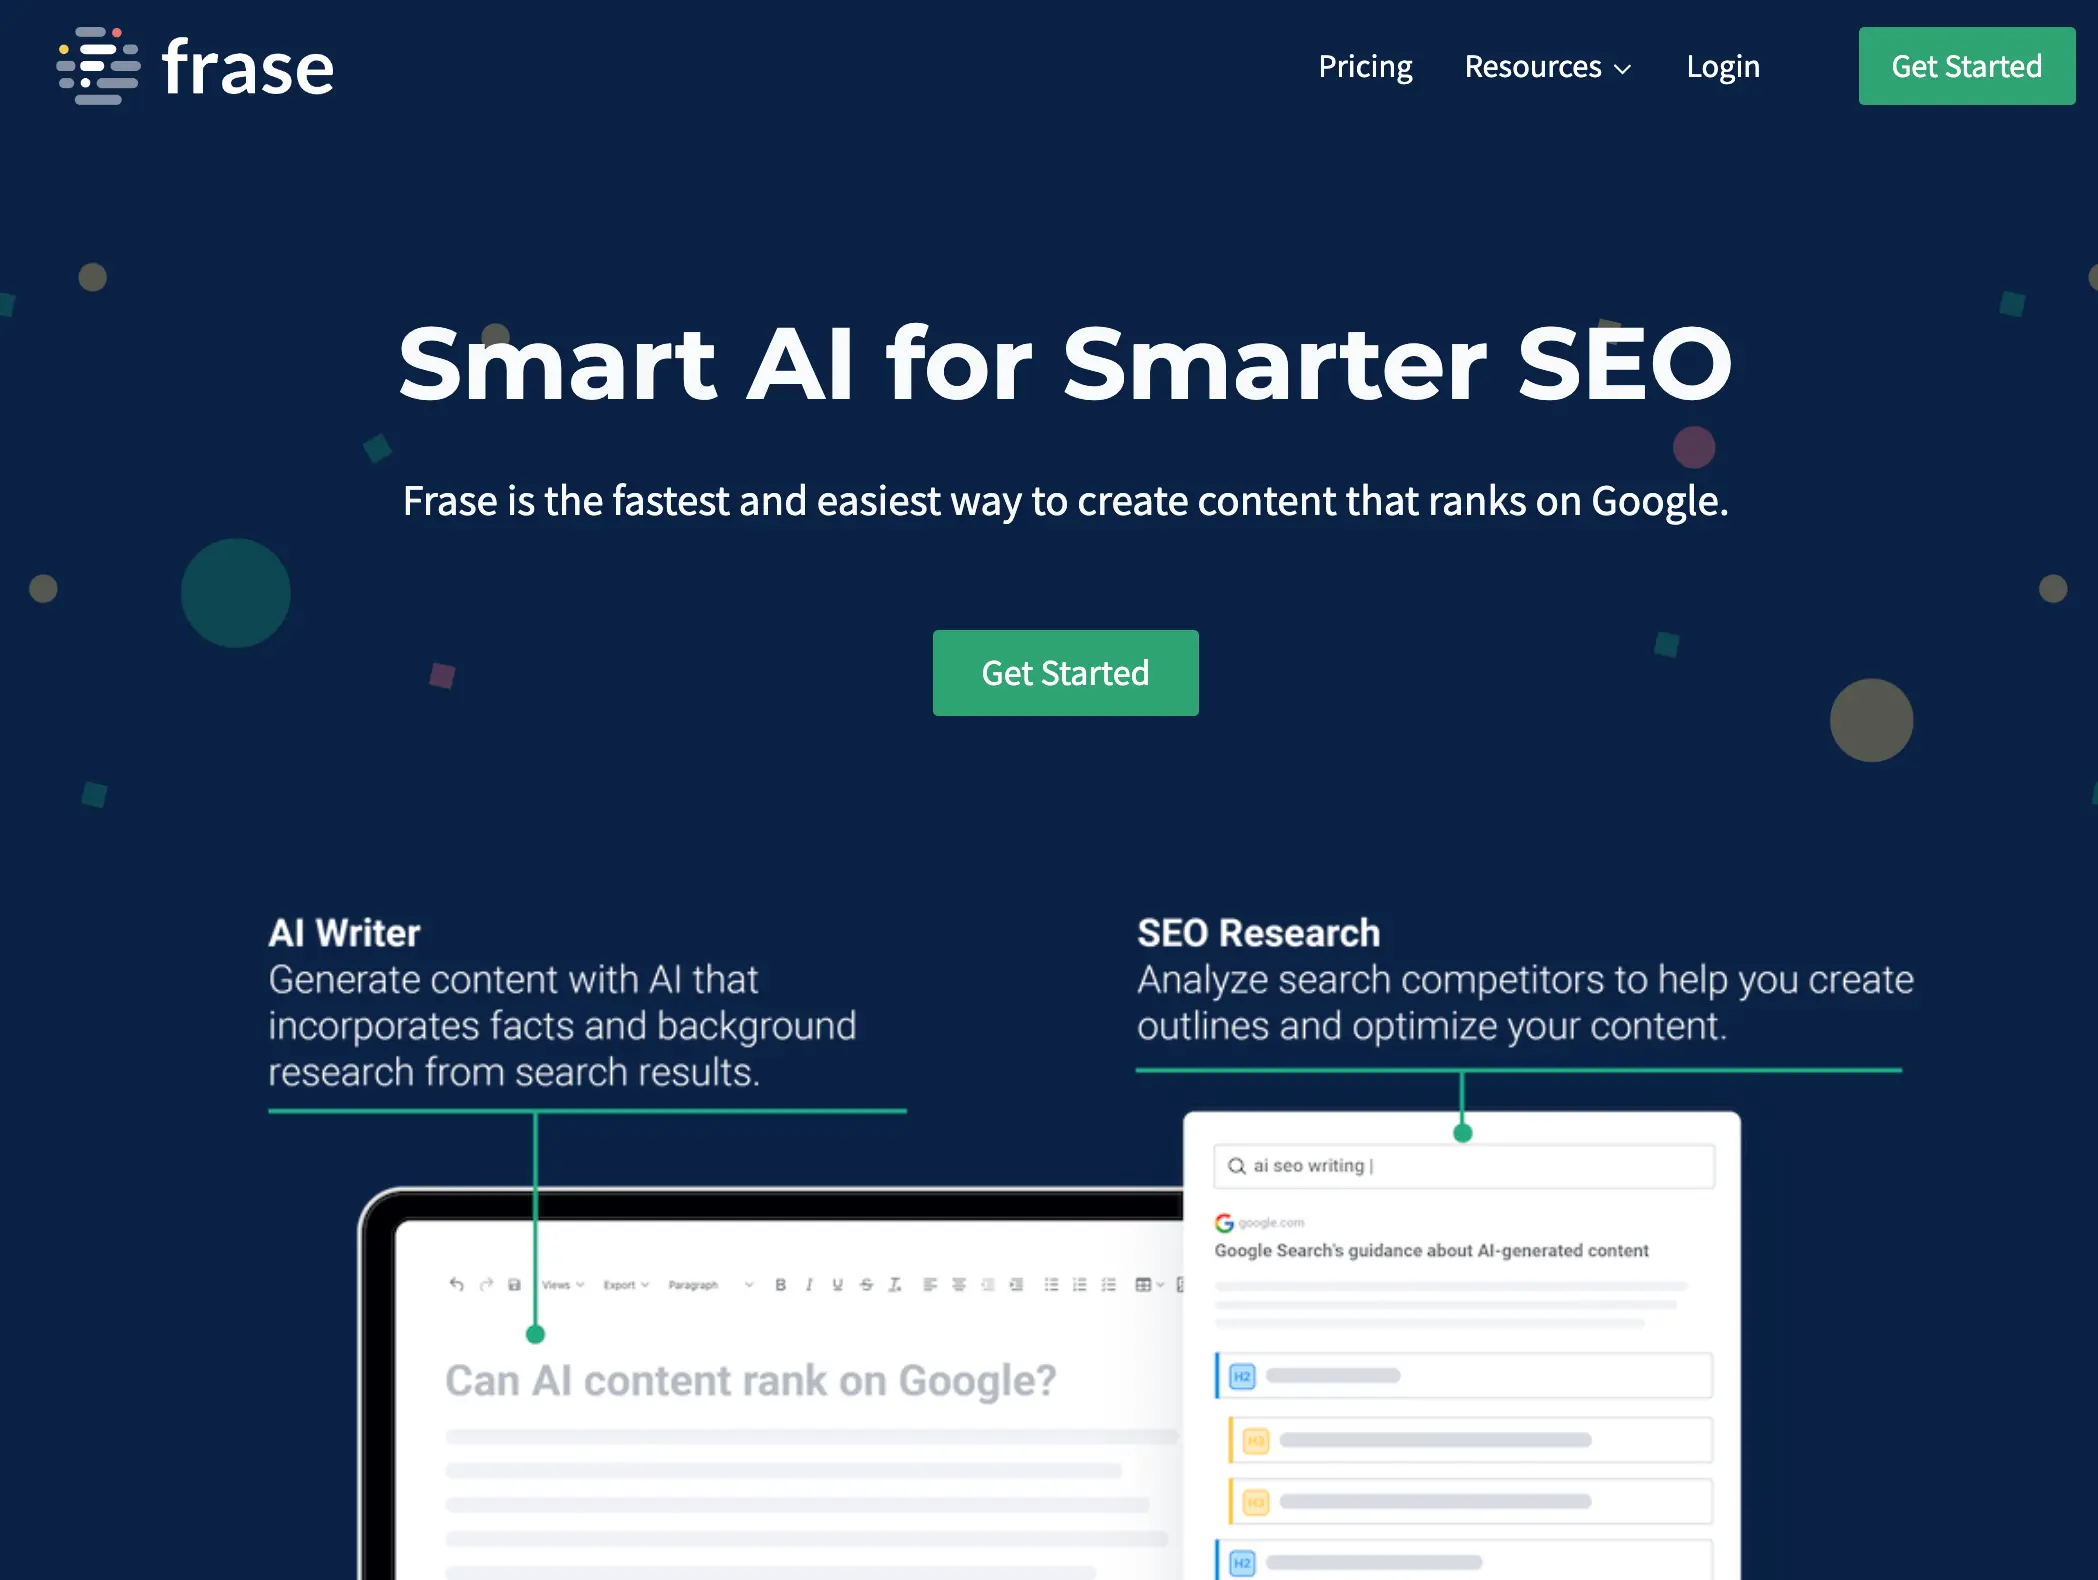 frase
Pricing Resources Login Get Started
Smart AI for Smarter SEO
Frase is the fastest and easiest way to create content that ranks on Google.
Get Started
AI Writer
Generate content with AI that
incorporates facts and background
research from search results.
SEO Research
Analyze search competitors to help you create
outlines and optimize your content.
Views Export Paragraph B I U S
Can AI content rank on Google?
ai seo writing |
G google.com
Google Search's guidance about AI-generated content
H2
H3
H3
H2